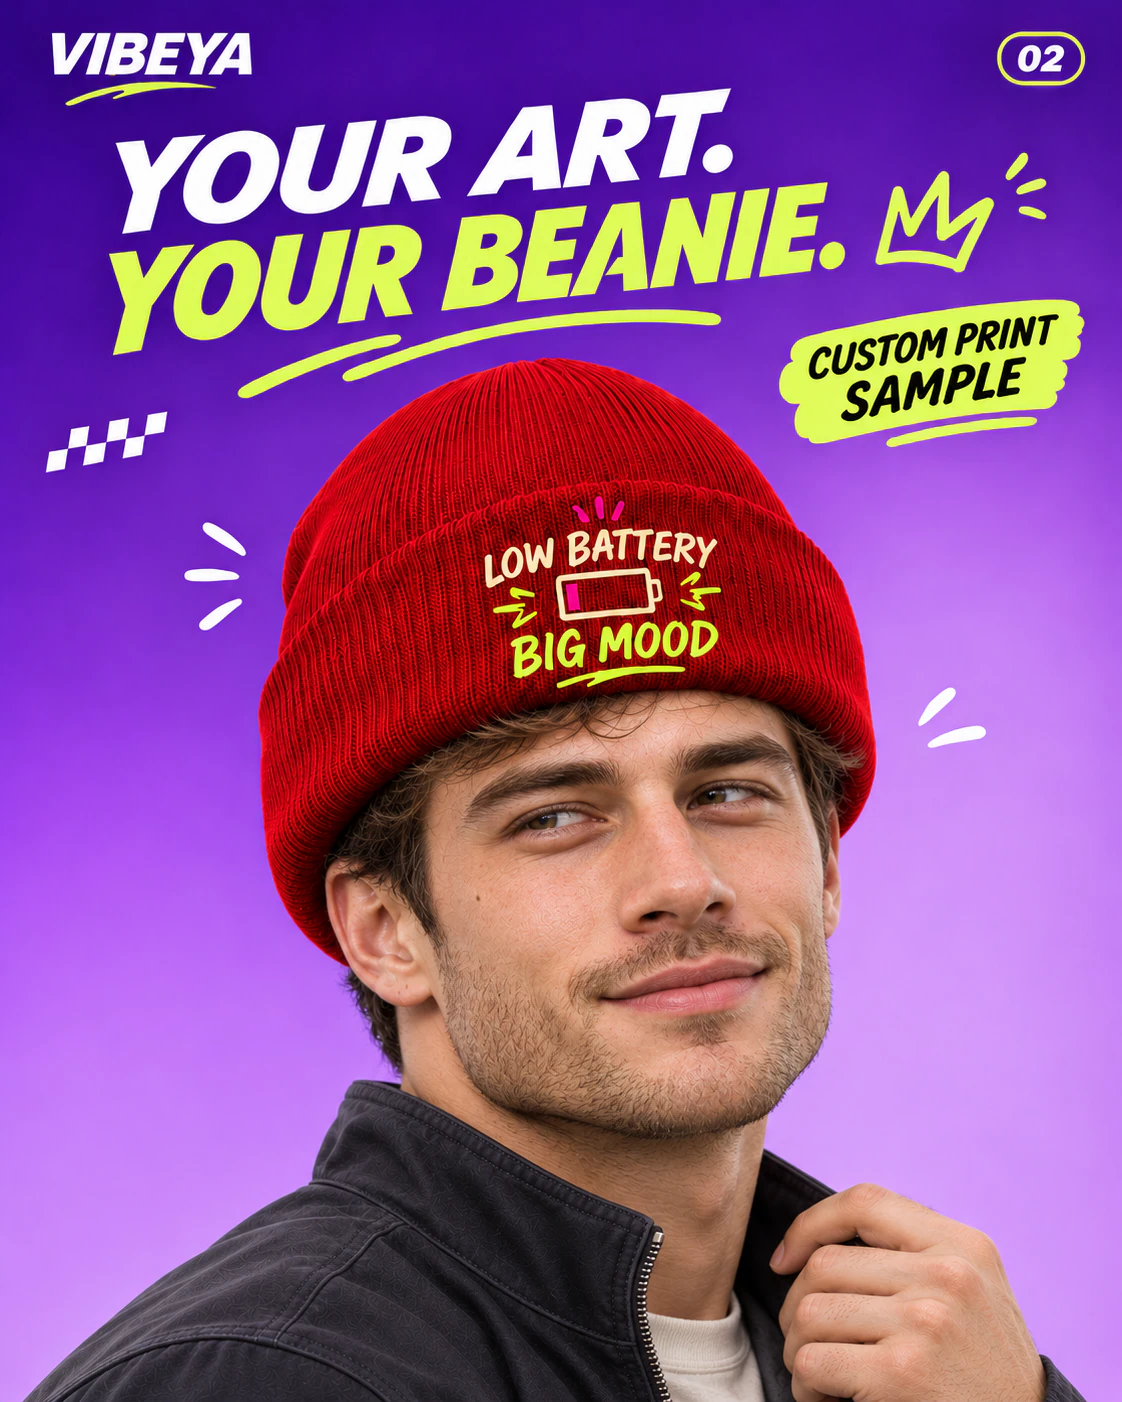 VIBEYA
02
YOUR ART.
YOUR BEANIE.
CUSTOM PRINT
SAMPLE
LOW BATTERY
BIG MOOD